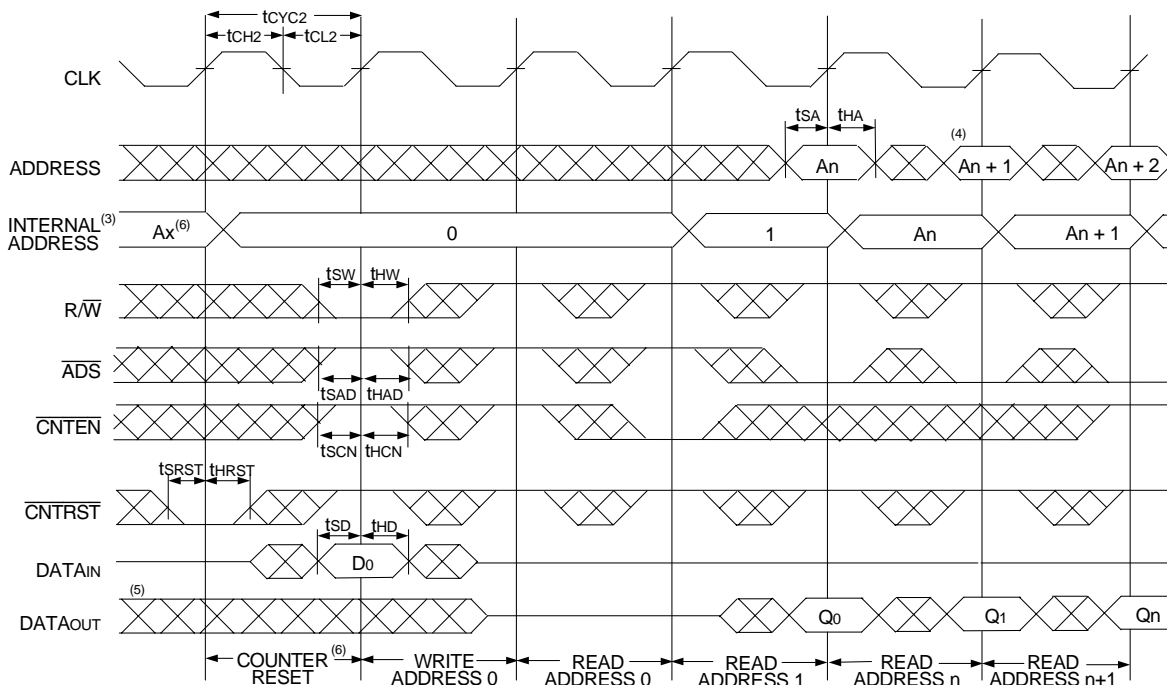 tCYC2
tCH2 tCL2
CLK
tSA tHA
(4)
ADDRESS An An + 1 An + 2
INTERNAL (3)
ADDRESS Ax(6) 0 1 An An + 1
tSW tHW
R/W
ADS
tSAD tHAD
CNTEN
tSCN tHCN
tSRST tHRST
CNTRST
tSD tHD
DATAIN D0
(5)
DATAOUT Q0 Q1 Qn
COUNTER (6) WRITE READ READ READ READ
RESET ADDRESS 0 ADDRESS 0 ADDRESS 1 ADDRESS n ADDRESS n+1